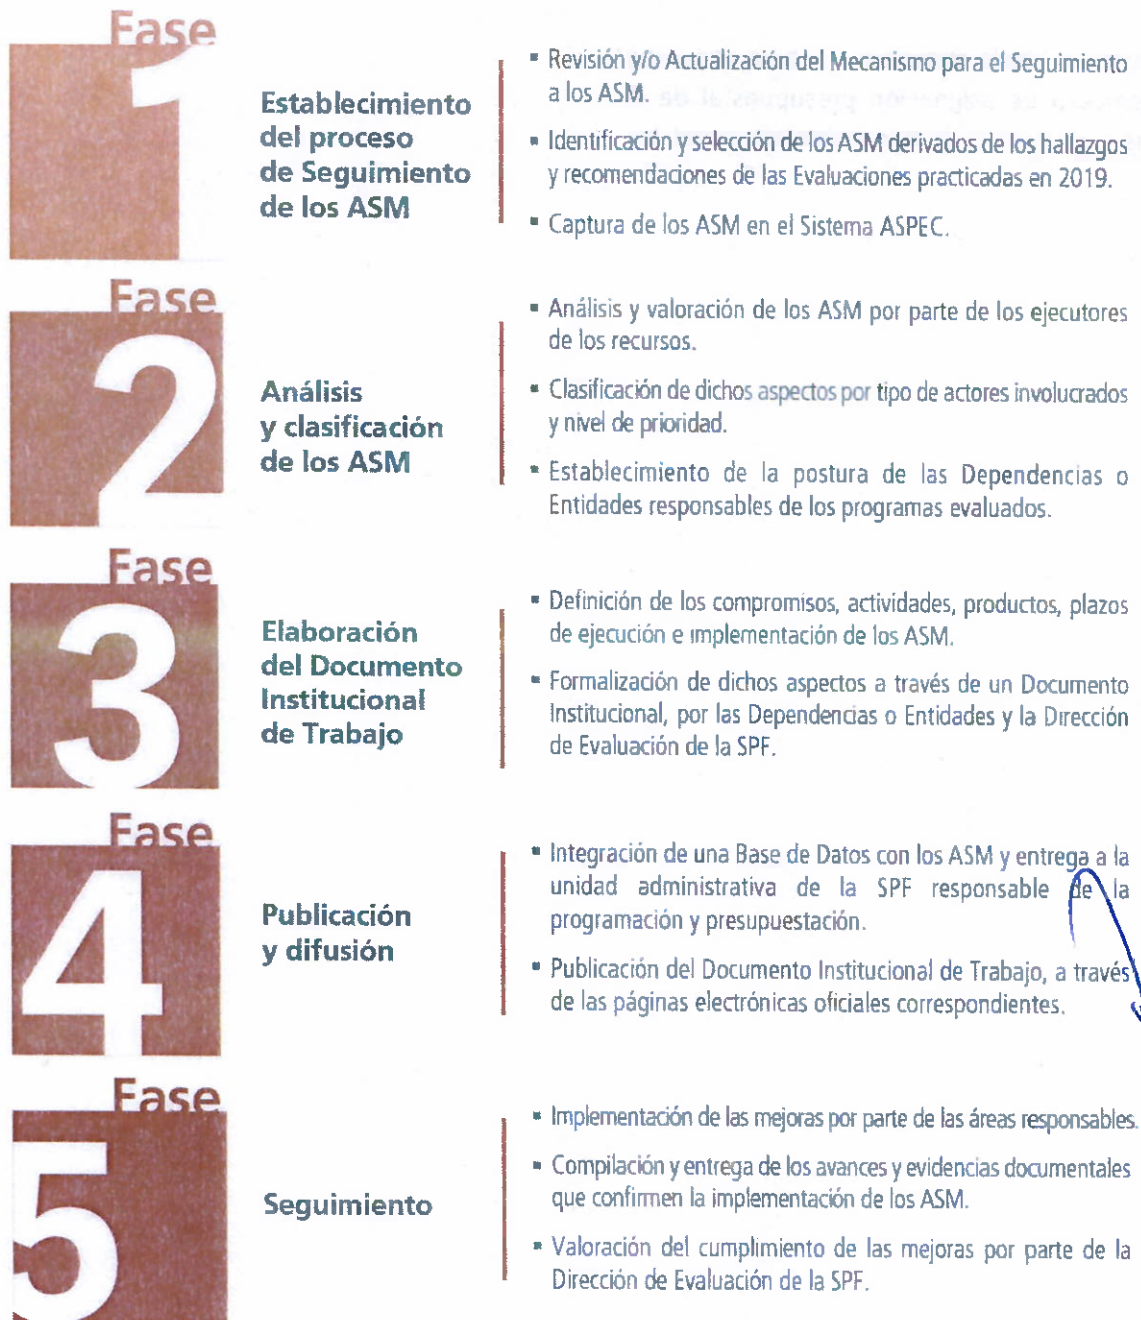 Fase
1
Establecimiento
del proceso
de Seguimiento
de los ASM
▪ Revisión y/o Actualización del Mecanismo para el Seguimiento
a los ASM.
▪ Identificación y selección de los ASM derivados de los hallazgos
y recomendaciones de las Evaluaciones practicadas en 2019.
▪ Captura de los ASM en el Sistema ASPEC.
Fase
2
Análisis
y clasificación
de los ASM
▪ Análisis y valoración de los ASM por parte de los ejecutores
de los recursos.
▪ Clasificación de dichos aspectos por tipo de actores involucrados
y nivel de prioridad.
▪ Establecimiento de la postura de las Dependencias o
Entidades responsables de los programas evaluados.
Fase
3
Elaboración
del Documento
Institucional
de Trabajo
▪ Definición de los compromisos, actividades, productos, plazos
de ejecución e implementación de los ASM.
▪ Formalización de dichos aspectos a través de un Documento
Institucional, por las Dependencias o Entidades y la Dirección
de Evaluación de la SPF.
Fase
4
Publicación
y difusión
▪ Integración de una Base de Datos con los ASM y entrega a la
unidad administrativa de la SPF responsable de la
programación y presupuestación.
▪ Publicación del Documento Institucional de Trabajo, a través
de las páginas electrónicas oficiales correspondientes.
Fase
5
Seguimiento
▪ Implementación de las mejoras por parte de las áreas responsables.
▪ Compilación y entrega de los avances y evidencias documentales
que confirmen la implementación de los ASM.
▪ Valoración del cumplimiento de las mejoras por parte de la
Dirección de Evaluación de la SPF.